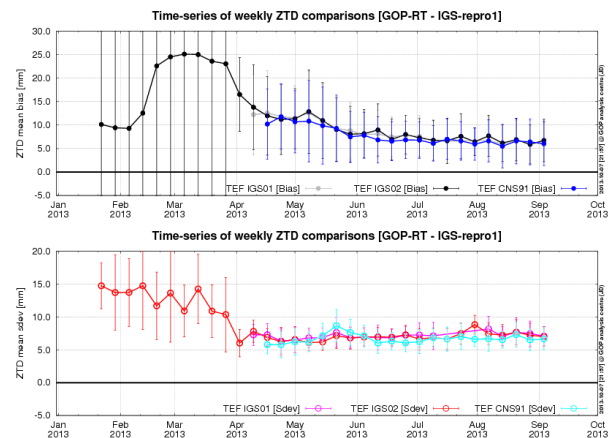 Time-series of weekly ZTD comparisons [GOP-RT - IGS-repro1]
30.0
25.0
20.0
15.0
10.0
5.0
0.0
-5.0
ZTD mean bias [mm]
TEF IGS01 [Bias]
TEF IGS02 [Bias]
TEF CNS91 [Bias]
Jan
2013
Feb
2013
Mar
2013
Apr
2013
May
2013
Jun
2013
Jul
2013
Aug
2013
Sep
2013
Oct
2013
Time-series of weekly ZTD comparisons [GOP-RT - IGS-repro1]
20.0
15.0
10.0
5.0
0.0
-5.0
ZTD mean sdev [mm]
TEF IGS01 [Sdev]
TEF IGS02 [Sdev]
TEF CNS91 [Sdev]
Jan
2013
Feb
2013
Mar
2013
Apr
2013
May
2013
Jun
2013
Jul
2013
Aug
2013
Sep
2013
Oct
2013